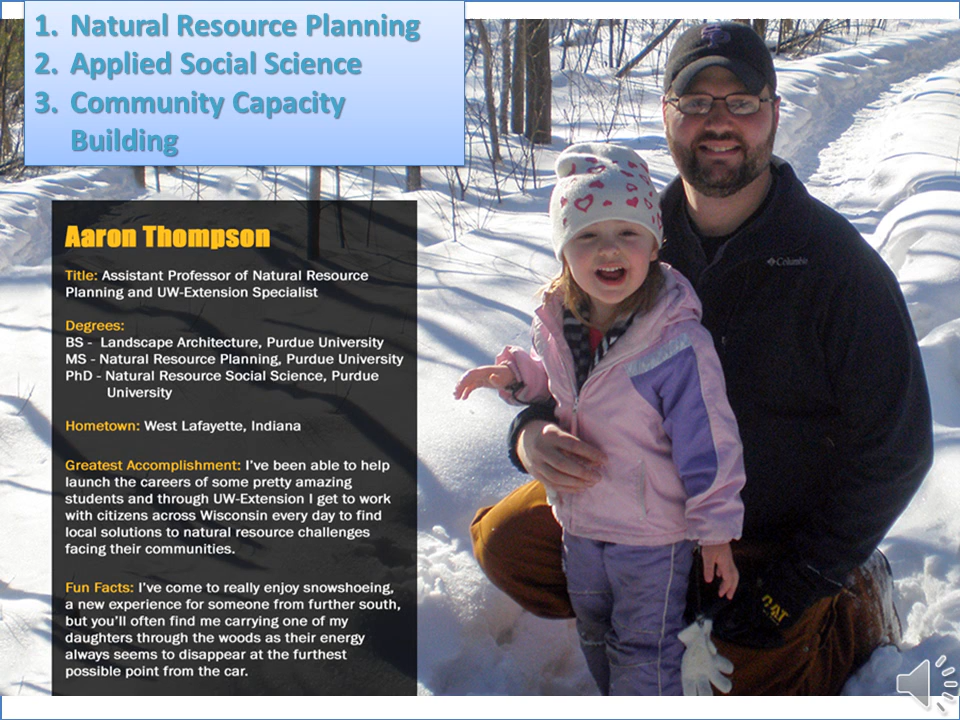 1. Natural Resource Planning
2. Applied Social Science
3. Community Capacity
Building
Aaron Thompson
Title: Assistant Professor of Natural Resource
Planning and UW-Extension Specialist
Degrees:
BS - Landscape Architecture, Purdue University
MS - Natural Resource Planning, Purdue University
PhD - Natural Resource Social Science, Purdue
University
Hometown: West Lafayette, Indiana
Greatest Accomplishment: I've been able to help
launch the careers of some pretty amazing
students and through UW-Extension I get to work
with citizens across Wisconsin every day to find
local solutions to natural resource challenges
facing their communities.
Fun Facts: I've come to really enjoy snowshoeing,
a new experience for someone from further south,
but you'll often find me carrying one of my
daughters through the woods as their energy
always seems to disappear at the furthest
possible point from the car.
Columbia
CAT